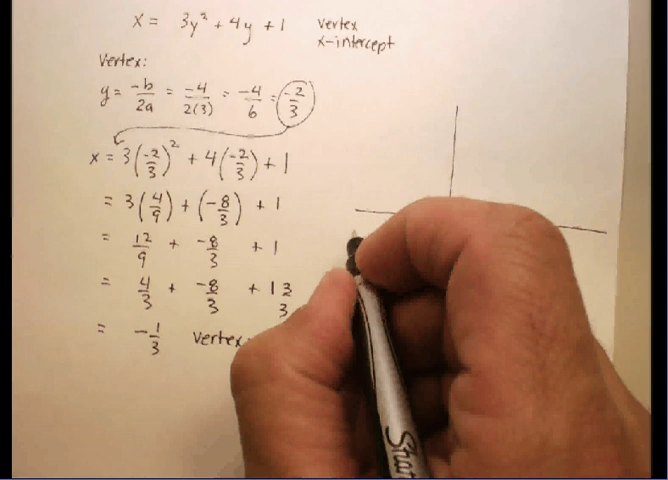 x = 3y² + 4y + 1
vertex
x-intercept
Vertex:
y = -b/2a = -4/2(3) = -4/6 = -2/3
x = 3(-2/3)² + 4(-2/3) + 1
= 3(4/9) + (-8/3) + 1
= 12/9 + -8/3 + 1
= 4/3 + -8/3 + 1 3/3
= -1/3 Vertex: